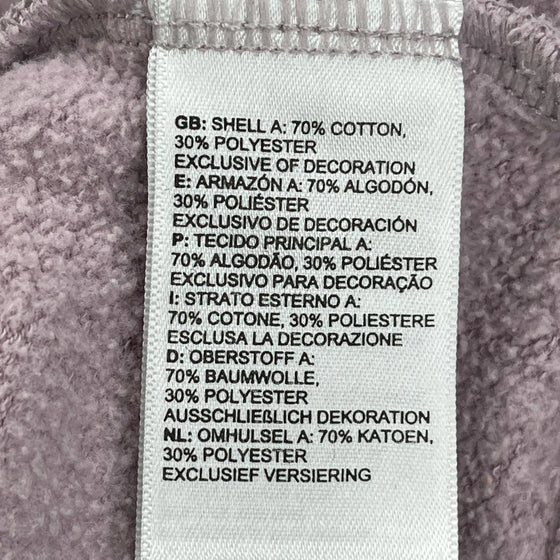 GB: SHELL A: 70% COTTON,
30% POLYESTER
EXCLUSIVE OF DECORATION
E: ARMAZÓN A: 70% ALGODÓN,
30% POLIÉSTER
EXCLUSIVO DE DECORACIÓN
P: TECIDO PRINCIPAL A:
70% ALGODÃO, 30% POLIÉSTER
EXCLUSIVO PARA DECORAÇÃO
I: STRATO ESTERNO A:
70% COTONE, 30% POLIESTERE
ESCLUSA LA DECORAZIONE
D: OBERSTOFF A:
70% BAUMWOLLE,
30% POLYESTER
AUSSCHLIEßLICH DEKORATION
NL: OMHULSEL A: 70% KATOEN,
30% POLYESTER
EXCLUSIEF VERSIERING